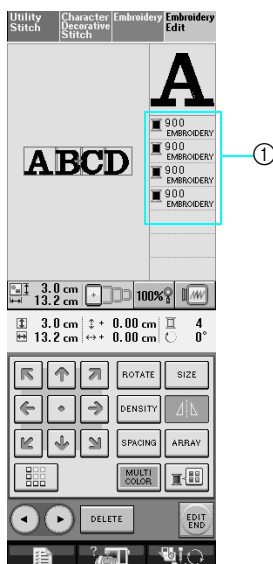 Utility Stitch
Character Decorative Stitch
Embroidery
Embroidery Edit
A
900
EMBROIDERY
900
EMBROIDERY
900
EMBROIDERY
900
EMBROIDERY
①
ABCD
3.0 cm
13.2 cm
100%
3.0 cm + 0.00 cm 4
13.2 cm + 0.00 cm 0°
ROTATE SIZE
DENSITY
SPACING ARRAY
MULTI COLOR
DELETE
EDIT END
?